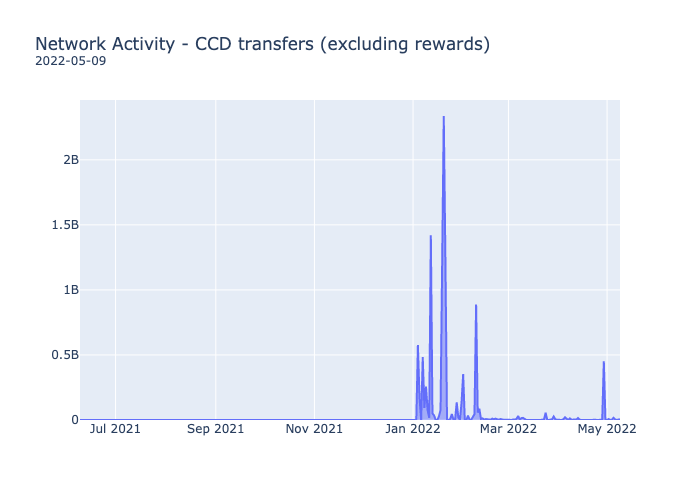 Network Activity - CCD transfers (excluding rewards)
2022-05-09
2B
1.5B
1B
0.5B
0
Jul 2021 Sep 2021 Nov 2021 Jan 2022 Mar 2022 May 2022